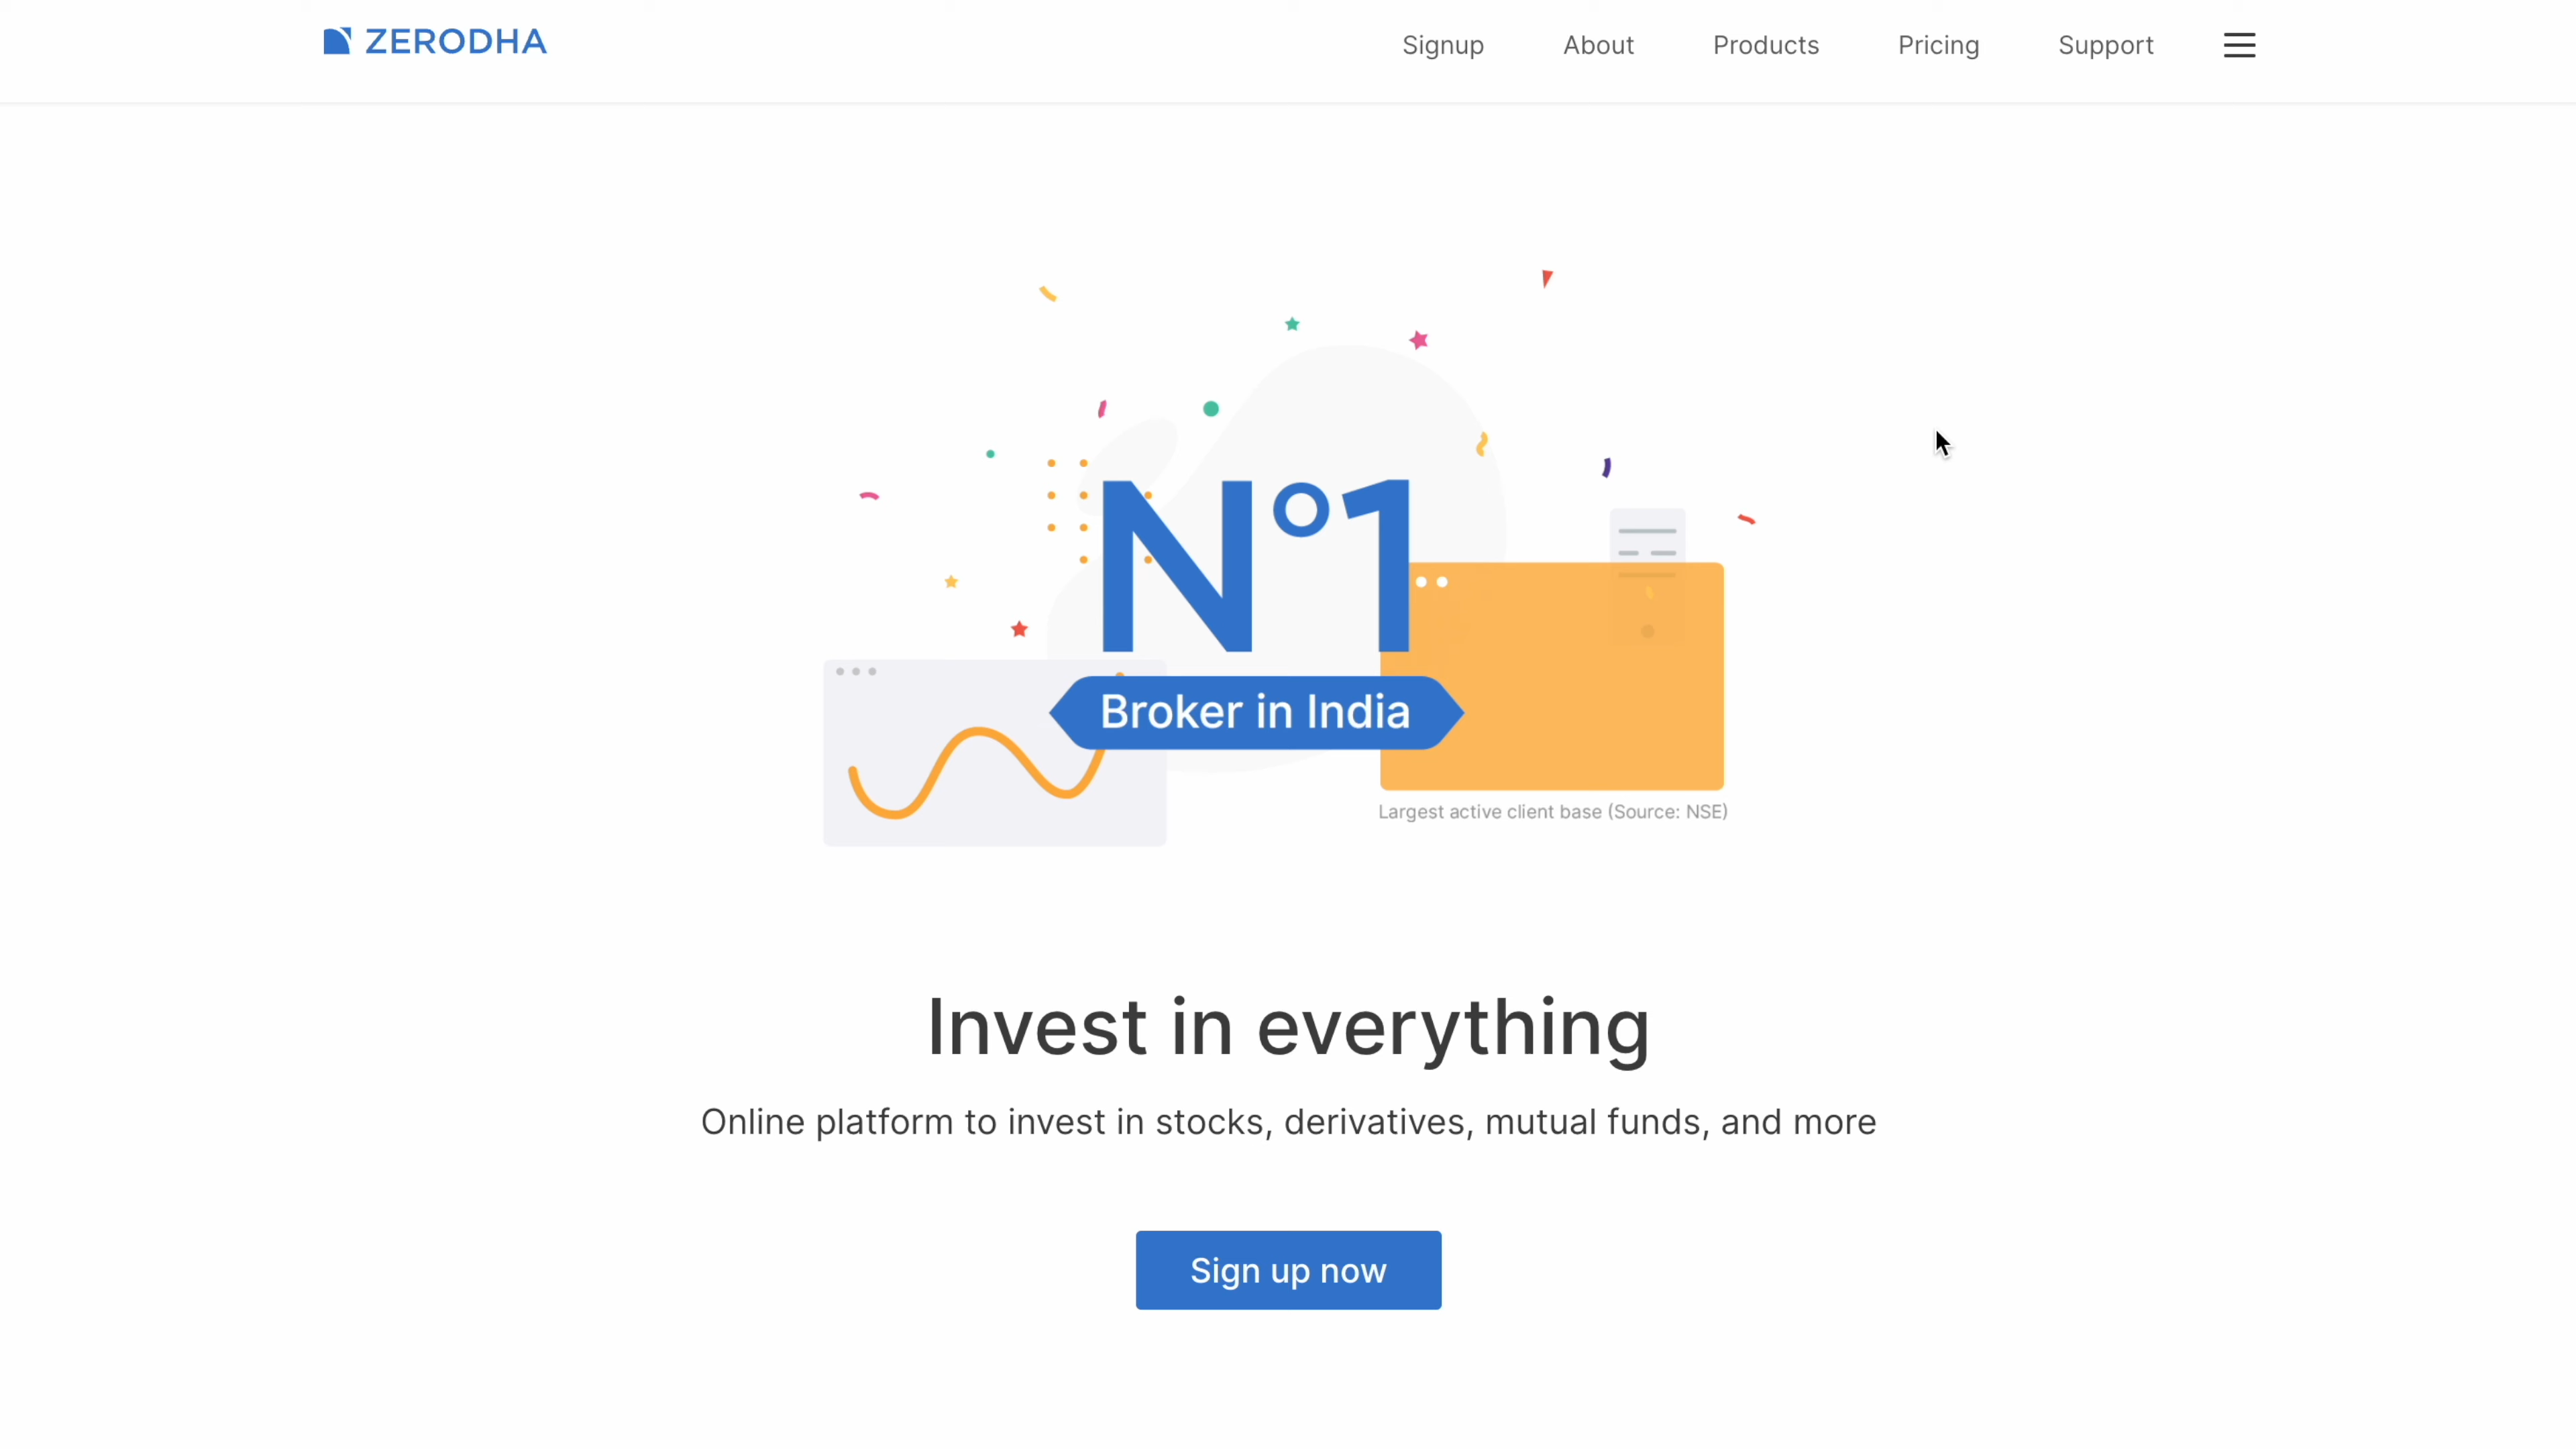 ZERODHA
Signup
About
Products
Pricing
Support
N°1
Broker in India
Largest active client base (Source: NSE)
Invest in everything
Online platform to invest in stocks, derivatives, mutual funds, and more
Sign up now